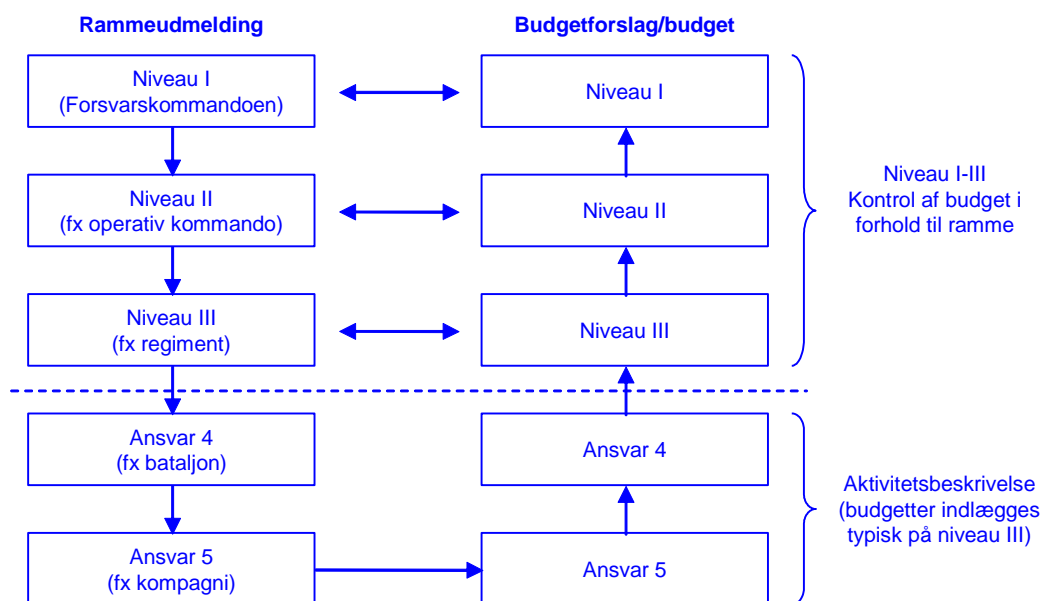 Rammeudmelding
Budgetforslag/budget
Niveau I
(Forsvarskommandoen)
Niveau I
Niveau II
(fx operativ kommando)
Niveau II
Niveau I-III
Kontrol af budget i
forhold til ramme
Niveau III
(fx regiment)
Niveau III
Ansvar 4
(fx bataljon)
Ansvar 4
Aktivitetsbeskrivelse
(budgetter indlægges
typisk på niveau III)
Ansvar 5
(fx kompagni)
Ansvar 5